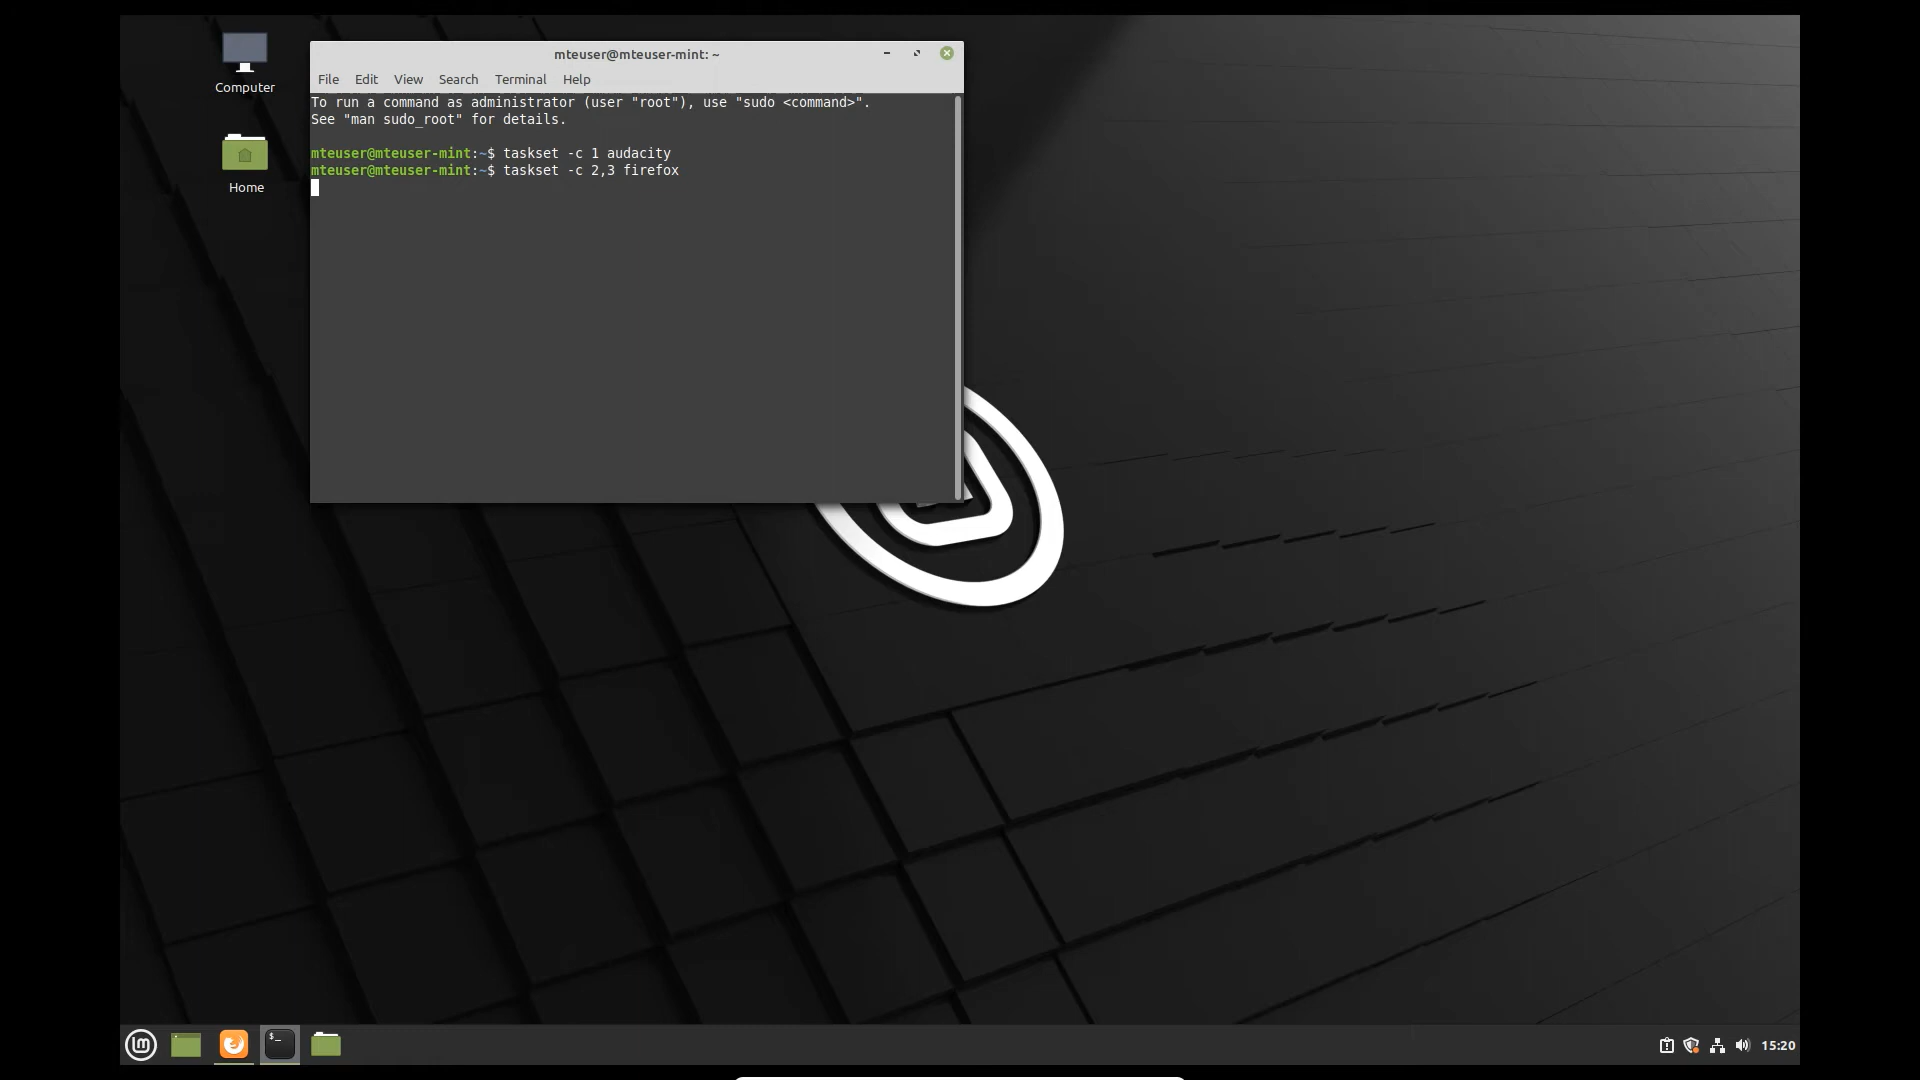 Computer
Home
mteuser@mteuser-mint: ~
File Edit View Search Terminal Help
To run a command as administrator (user "root"), use "sudo <command>".
See "man sudo_root" for details.
mteuser@mteuser-mint:~$ taskset -c 1 audacity
mteuser@mteuser-mint:~$ taskset -c 2,3 firefox
15:20